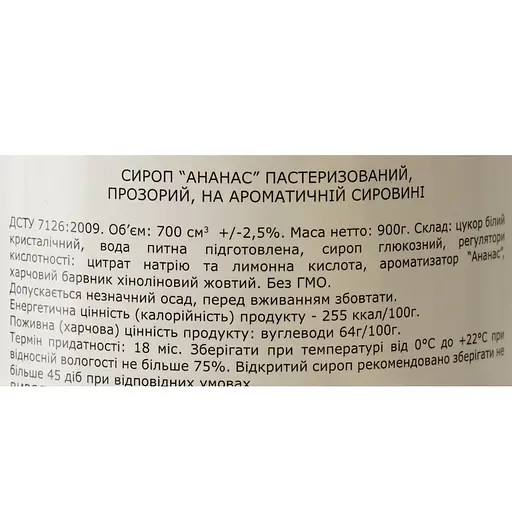 СИРОП “АНАНАС” ПАСТЕРИЗОВАНИЙ,
ПРОЗОРИЙ, НА АРОМАТИЧНІЙ СИРОВИНІ
ДСТУ 7126:2009. Об’єм: 700 см³ +/-2,5%. Маса нетто: 900г. Склад: цукор білий
кристалічний, вода питна підготовлена, сироп глюкозний, регулятори
кислотності: цитрат натрію та лимонна кислота, ароматизатор "Ананас",
харчовий барвник хіноліновий жовтий. Без ГМО.
Допускається незначний осад, перед вживанням збовтати.
Енергетична цінність (калорійність) продукту - 255 ккал/100г.
Поживна (харчова) цінність продукту: вуглеводи 64г/100г.
Термін придатності: 18 міс. Зберігати при температурі від 0°С до +22°С при
відносній вологості не більше 75%. Відкритий сироп рекомендовано зберігати не
більше 45 діб при відповідних умовах.